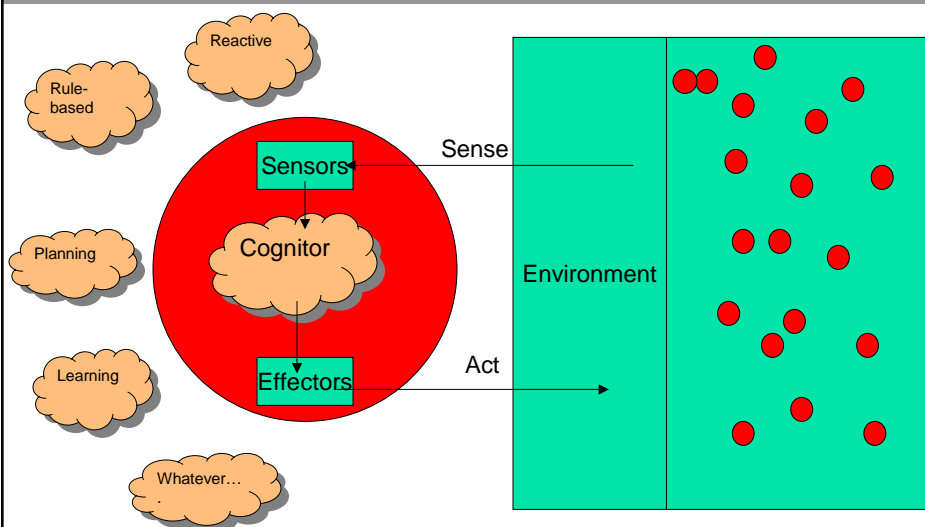 Reactive
Rule-
based
Sensors
Sense
Cognitor
Planning
Environment
Learning
Effectors
Act
Whatever…
.